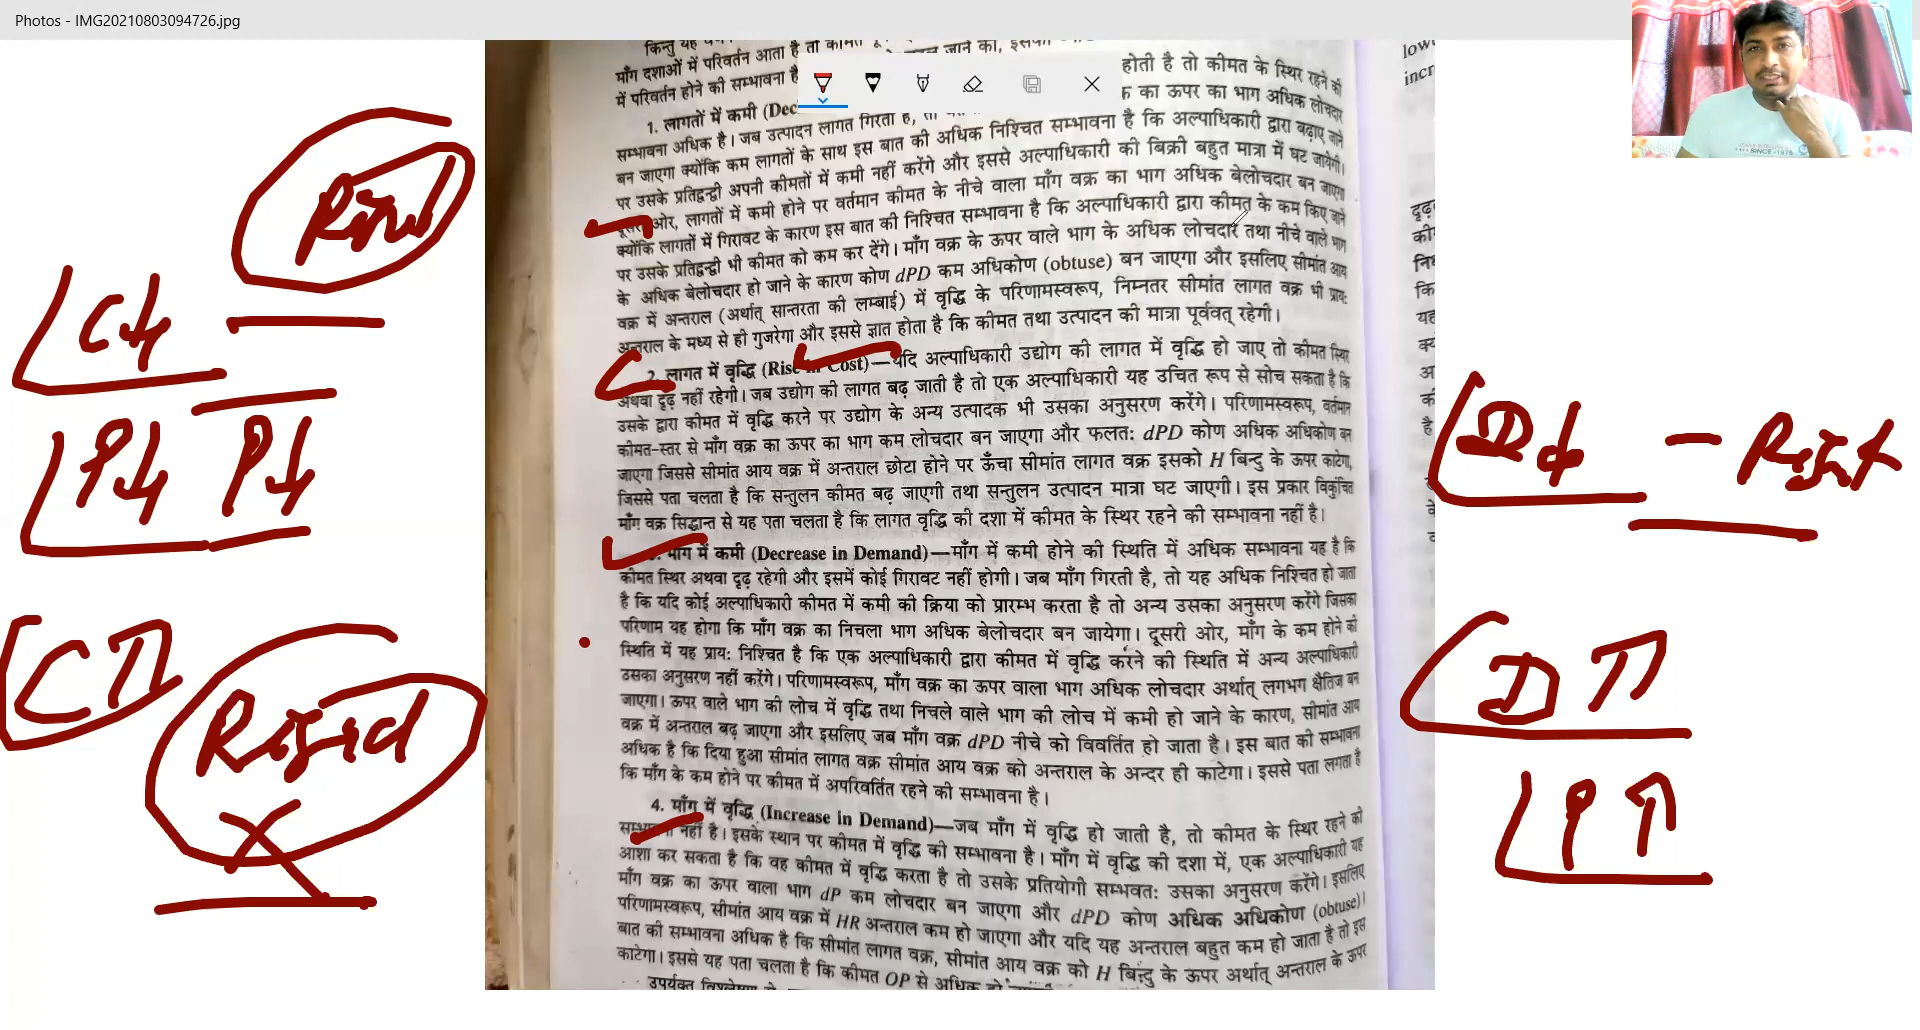 Photos - IMG20210803094726.jpg
माँग दशाओं में परिवर्तन आता है तो कीमत
में परिवर्तन होने की सम्भावना है
होती है तो कीमत के स्थिर रहने की
1. लागतों में कमी (Dec
का ऊपर का भाग अधिक लोचदार
सम्भावना अधिक है। जब उत्पादन लागत गिरता है,
बन जाएगा क्योंकि कम लागतों के साथ इस बात की अधिक निश्चित सम्भावना है कि अल्पाधिकारी द्वारा बढ़ाए जाने
पर उसके प्रतिद्वन्द्वी अपनी कीमतों में कमी नहीं करेंगे और इससे अल्पाधिकारी की बिक्री बहुत मात्रा में घट जायेगी।
दूसरी ओर, लागतों में कमी होने पर वर्तमान कीमत के नीचे वाला माँग वक्र का भाग अधिक बेलोचदार बन जाएगा
क्योंकि लागतों में गिरावट के कारण इस बात की निश्चित सम्भावना है कि अल्पाधिकारी द्वारा कीमत के कम किए जाने
पर उसके प्रतिद्वन्द्वी भी कीमत को कम कर देंगे। माँग वक्र के ऊपर वाले भाग के अधिक लोचदार तथा नीचे वाले भाग
के अधिक बेलोचदार हो जाने के कारण कोण dPD कम अधिकोण (obtuse) बन जाएगा और इसलिए सीमांत आय
वक्र में अन्तराल (अर्थात् सान्तरता की लम्बाई) में वृद्धि के परिणामस्वरूप, निम्नतर सीमांत लागत वक्र भी प्राय:
अन्तराल के मध्य से ही गुजरेगा और इससे ज्ञात होता है कि कीमत तथा उत्पादन की मात्रा पूर्ववत् रहेगी।
2. लागत में वृद्धि (Rise in Cost)—यदि अल्पाधिकारी उद्योग की लागत में वृद्धि हो जाए तो कीमत स्थिर
अथवा दृढ़ नहीं रहेगी। जब उद्योग की लागत बढ़ जाती है तो एक अल्पाधिकारी यह उचित रूप से सोच सकता है कि
उसके द्वारा कीमत में वृद्धि करने पर उद्योग के अन्य उत्पादक भी उसका अनुसरण करेंगे। परिणामस्वरूप, वर्तमान
कीमत-स्तर से माँग वक्र का ऊपर का भाग कम लोचदार बन जाएगा और फलत: dPD कोण अधिक अधिकोण बन
जाएगा जिससे सीमांत आय वक्र में अन्तराल छोटा होने पर ऊँचा सीमांत लागत वक्र इसको H बिन्दु के ऊपर काटेगा,
जिससे पता चलता है कि सन्तुलन कीमत बढ़ जाएगी तथा सन्तुलन उत्पादन मात्रा घट जाएगी। इस प्रकार विकुंचित
माँग वक्र सिद्धान्त से यह पता चलता है कि लागत वृद्धि की दशा में कीमत के स्थिर रहने की सम्भावना नहीं है।
माँग में कमी (Decrease in Demand)—माँग में कमी होने की स्थिति में अधिक सम्भावना यह है कि
कीमत स्थिर अथवा दृढ़ रहेगी और इसमें कोई गिरावट नहीं होगी। जब माँग गिरती है, तो यह अधिक निश्चित हो जाता
है कि यदि कोई अल्पाधिकारी कीमत में कमी की क्रिया को प्रारम्भ करता है तो अन्य उसका अनुसरण करेंगे जिसका
परिणाम यह होगा कि माँग वक्र का निचला भाग अधिक बेलोचदार बन जायेगा। दूसरी ओर, माँग के कम होने की
स्थिति में यह प्राय: निश्चित है कि एक अल्पाधिकारी द्वारा कीमत में वृद्धि करने की स्थिति में अन्य अल्पाधिकारी
उसका अनुसरण नहीं करेंगे। परिणामस्वरूप, माँग वक्र का ऊपर वाला भाग अधिक लोचदार अर्थात् लगभग क्षैतिज बन
जाएगा। ऊपर वाले भाग की लोच में वृद्धि तथा निचले वाले भाग की लोच में कमी हो जाने के कारण, सीमांत आय
वक्र में अन्तराल बढ़ जाएगा और इसलिए जब माँग वक्र dPD नीचे को विवर्तित हो जाता है। इस बात की सम्भावना
अधिक है कि दिया हुआ सीमांत लागत वक्र सीमांत आय वक्र को अन्तराल के अन्दर ही काटेगा। इससे पता लगता है
कि माँग के कम होने पर कीमत में अपरिवर्तित रहने की सम्भावना है।
4. माँग में वृद्धि (Increase in Demand)—जब माँग में वृद्धि हो जाती है, तो कीमत के स्थिर रहने की
सम्भावना नहीं है। इसके स्थान पर कीमत में वृद्धि की सम्भावना है। माँग में वृद्धि की दशा में, एक अल्पाधिकारी यह
आशा कर सकता है कि वह कीमत में वृद्धि करता है तो उसके प्रतियोगी सम्भवत: उसका अनुसरण करेंगे। इसलिए
माँग वक्र का ऊपर वाला भाग dP कम लोचदार बन जाएगा और dPD कोण अधिक अधिकोण (obtuse)।
परिणामस्वरूप, सीमांत आय वक्र में HR अन्तराल कम हो जाएगा और यदि यह अन्तराल बहुत कम हो जाता है तो इस
बात की सम्भावना अधिक है कि सीमांत लागत वक्र, सीमांत आय वक्र को H बिन्दु के ऊपर अर्थात् अन्तराल के ऊपर
काटेगा। इससे यह पता चलता है कि कीमत OP से अधिक हो
C↓
P↓ P↓
C↑
Rigid
D↓ —
D↑
P↑
SINCE - 1975